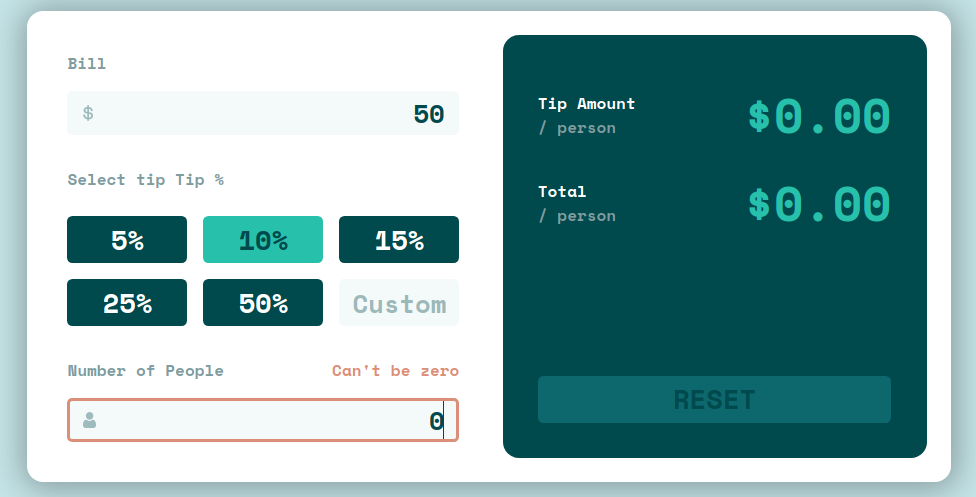 Bill
$ 50
Select tip Tip %
5% 10% 15%
25% 50% Custom
Number of People Can't be zero
0
Tip Amount
/ person
$0.00
Total
/ person
$0.00
RESET